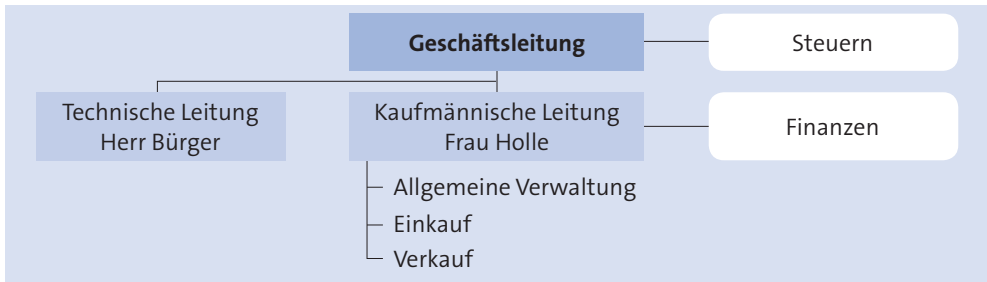 Geschäftsleitung
Steuern
Technische Leitung
Herr Bürger
Kaufmännische Leitung
Frau Holle
Finanzen
Allgemeine Verwaltung
Einkauf
Verkauf